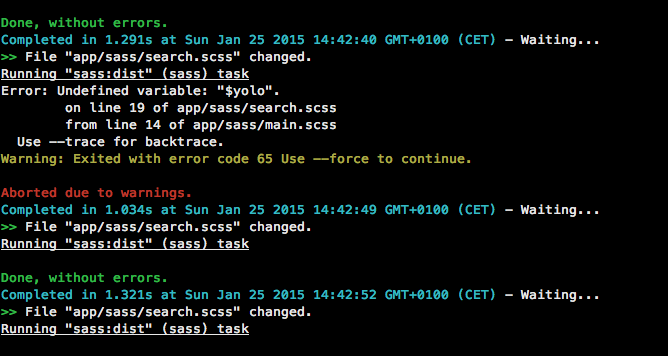 Done, without errors.
Completed in 1.291s at Sun Jan 25 2015 14:42:40 GMT+0100 (CET) - Waiting...
>> File "app/sass/search.scss" changed.
Running "sass:dist" (sass) task
Error: Undefined variable: "$yolo".
        on line 19 of app/sass/search.scss
        from line 14 of app/sass/main.scss
  Use --trace for backtrace.
Warning: Exited with error code 65 Use --force to continue.
Aborted due to warnings.
Completed in 1.034s at Sun Jan 25 2015 14:42:49 GMT+0100 (CET) - Waiting...
>> File "app/sass/search.scss" changed.
Running "sass:dist" (sass) task
Done, without errors.
Completed in 1.321s at Sun Jan 25 2015 14:42:52 GMT+0100 (CET) - Waiting...
>> File "app/sass/search.scss" changed.
Running "sass:dist" (sass) task